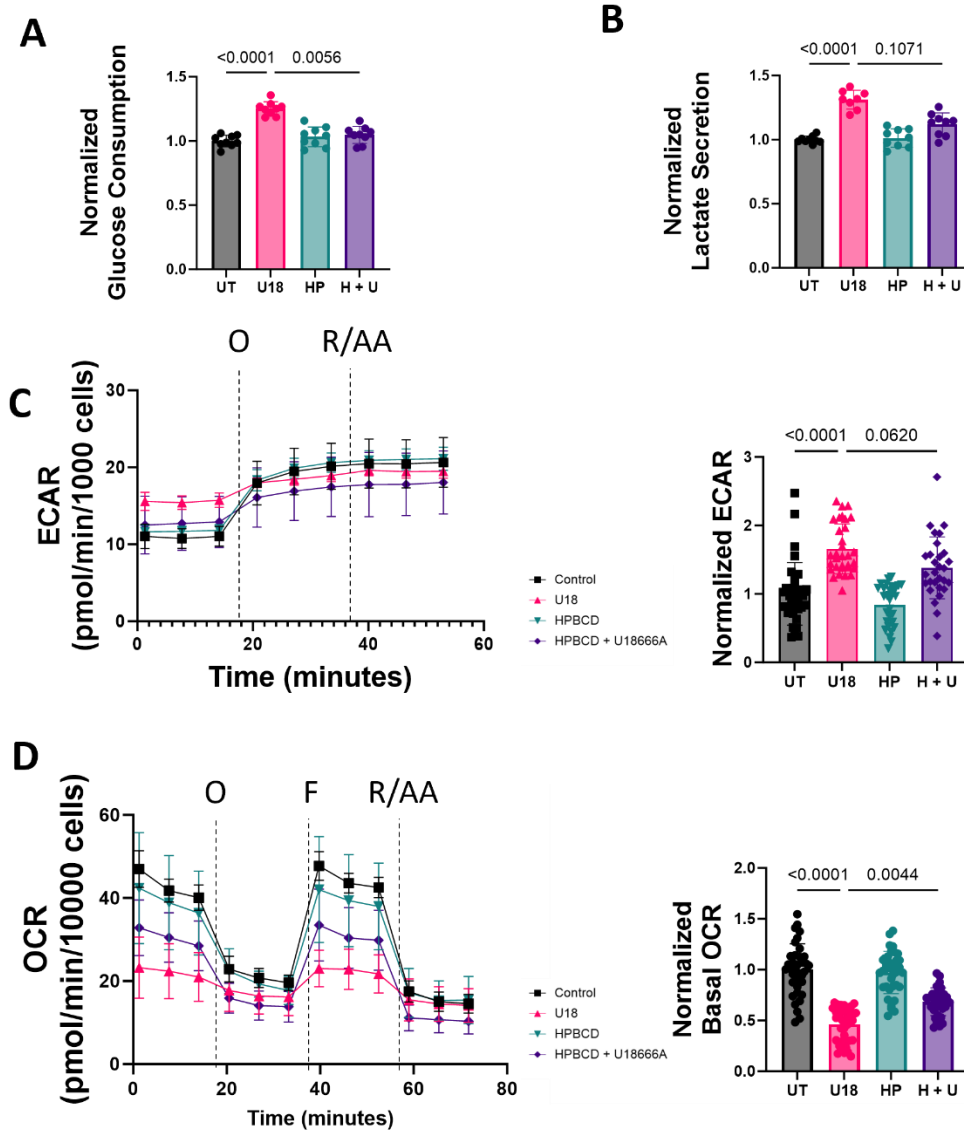 A
Normalized
Glucose Consumption
<0.0001 0.0056
1.5
1.0
0.5
0.0
UT U18 HP H + U
B
Normalized
Lactate Secretion
<0.0001 0.1071
1.5
1.0
0.5
0.0
UT U18 HP H + U
C
O R/AA
ECAR
(pmol/min/1000 cells)
30
20
10
0
0 20 40 60
Time (minutes)
Control
U18
HPBCD
HPBCD + U18666A
Normalized ECAR
<0.0001 0.0620
3
2
1
0
UT U18 HP H + U
D
O F R/AA
OCR
(pmol/min/10000 cells)
60
40
20
0
0 20 40 60 80
Time (minutes)
Control
U18
HPBCD
HPBCD + U18666A
Normalized
Basal OCR
<0.0001 0.0044
2.0
1.5
1.0
0.5
0.0
UT U18 HP H + U